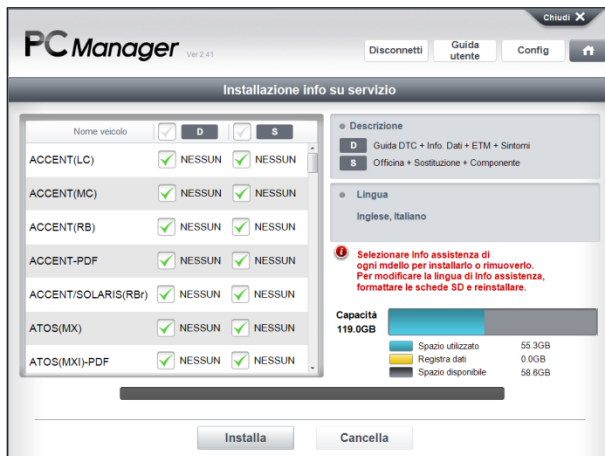 Chiudi X
PC Manager Ver 2.41
Disconnetti
Guida
utente
Config
Installazione info su servizio
Nome veicolo D S
ACCENT(LC) NESSUN NESSUN
ACCENT(MC) NESSUN NESSUN
ACCENT(RB) NESSUN NESSUN
ACCENT-PDF NESSUN NESSUN
ACCENT/SOLARIS(RBr) NESSUN NESSUN
ATOS(MX) NESSUN NESSUN
ATOS(MXI)-PDF NESSUN NESSUN
Descrizione
D Guida DTC + Info. Dati + ETM + Sintomi
S Officina + Sostituzione + Componente
Lingua
Inglese, Italiano
Selezionare Info assistenza di
ogni mdello per installarlo o rimuoverlo.
Per modificare la lingua di Info assistenza,
formattare le schede SD e reinstallare.
Capacità
119.0GB
Spazio utilizzato 55.3GB
Registra dati 0.0GB
Spazio disponibile 58.6GB
Installa
Cancella